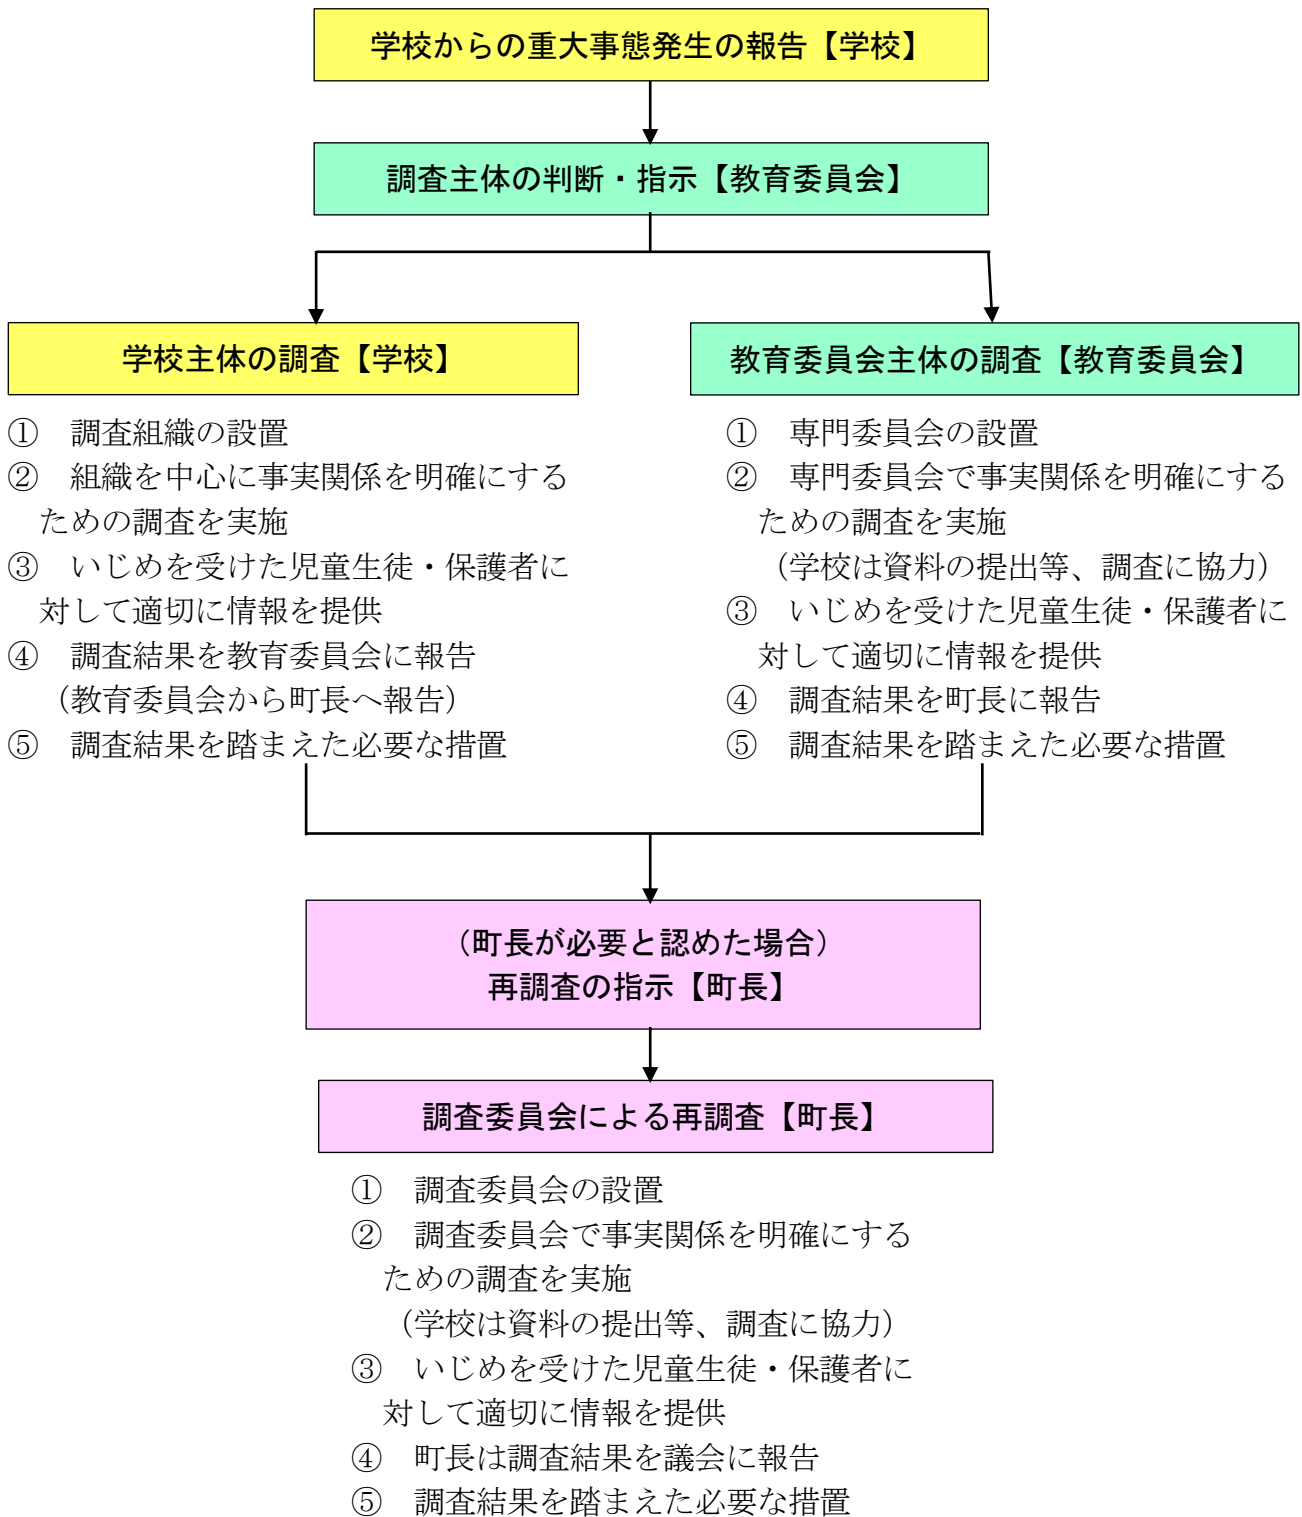 学校からの重大事態発生の報告【学校】
調査主体の判断・指示【教育委員会】
学校主体の調査【学校】
① 調査組織の設置
② 組織を中心に事実関係を明確にする
ための調査を実施
③ いじめを受けた児童生徒・保護者に
対して適切に情報を提供
④ 調査結果を教育委員会に報告
（教育委員会から町長へ報告）
⑤ 調査結果を踏まえた必要な措置
教育委員会主体の調査【教育委員会】
① 専門委員会の設置
② 専門委員会で事実関係を明確にする
ための調査を実施
（学校は資料の提出等、調査に協力）
③ いじめを受けた児童生徒・保護者に
対して適切に情報を提供
④ 調査結果を町長に報告
⑤ 調査結果を踏まえた必要な措置
（町長が必要と認めた場合）
再調査の指示【町長】
調査委員会による再調査【町長】
① 調査委員会の設置
② 調査委員会で事実関係を明確にする
ための調査を実施
（学校は資料の提出等、調査に協力）
③ いじめを受けた児童生徒・保護者に
対して適切に情報を提供
④ 町長は調査結果を議会に報告
⑤ 調査結果を踏まえた必要な措置